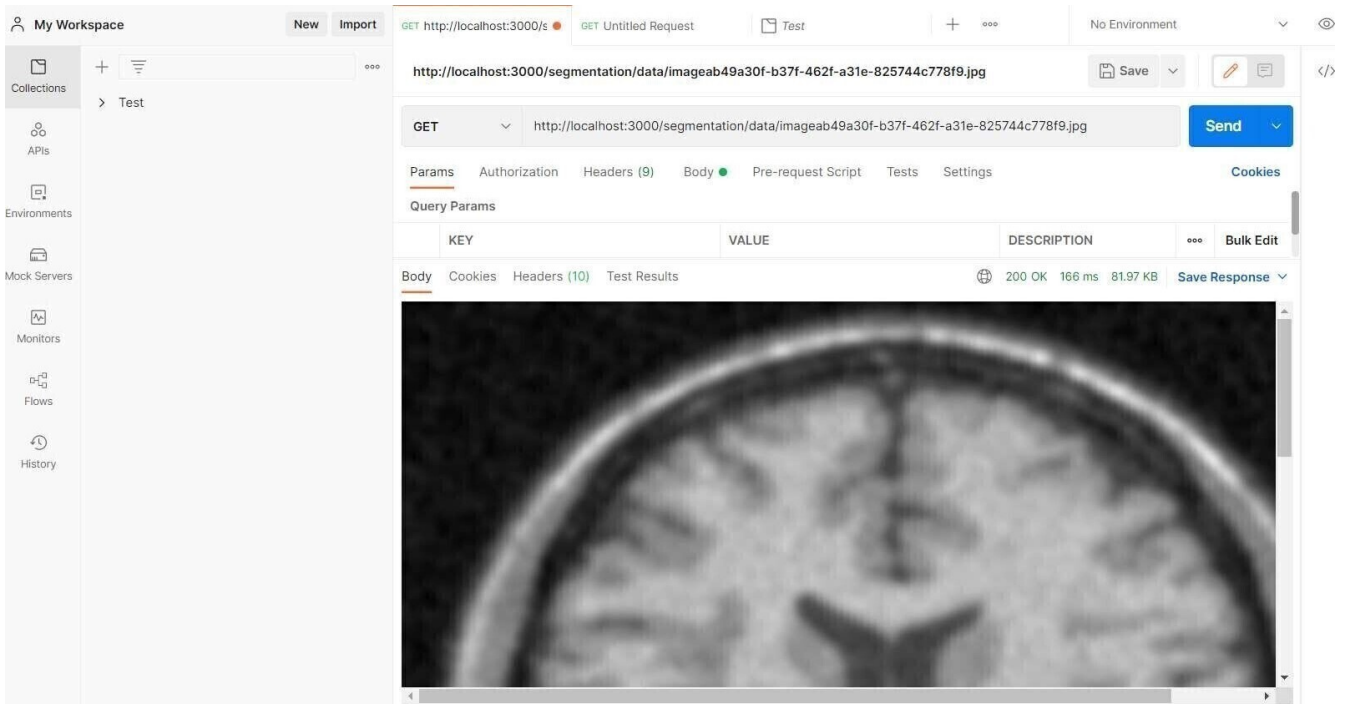 My Workspace
New
Import
GET http://localhost:3000/s
GET Untitled Request
Test
No Environment
Collections
APIs
Environments
Mock Servers
Monitors
Flows
History
Test
http://localhost:3000/segmentation/data/imageab49a30f-b37f-462f-a31e-825744c778f9.jpg
Save
GET
http://localhost:3000/segmentation/data/imageab49a30f-b37f-462f-a31e-825744c778f9.jpg
Send
Params Authorization Headers (9) Body Pre-request Script Tests Settings Cookies
Query Params
KEY VALUE DESCRIPTION Bulk Edit
Body Cookies Headers (10) Test Results 200 OK 166 ms 81.97 KB Save Response